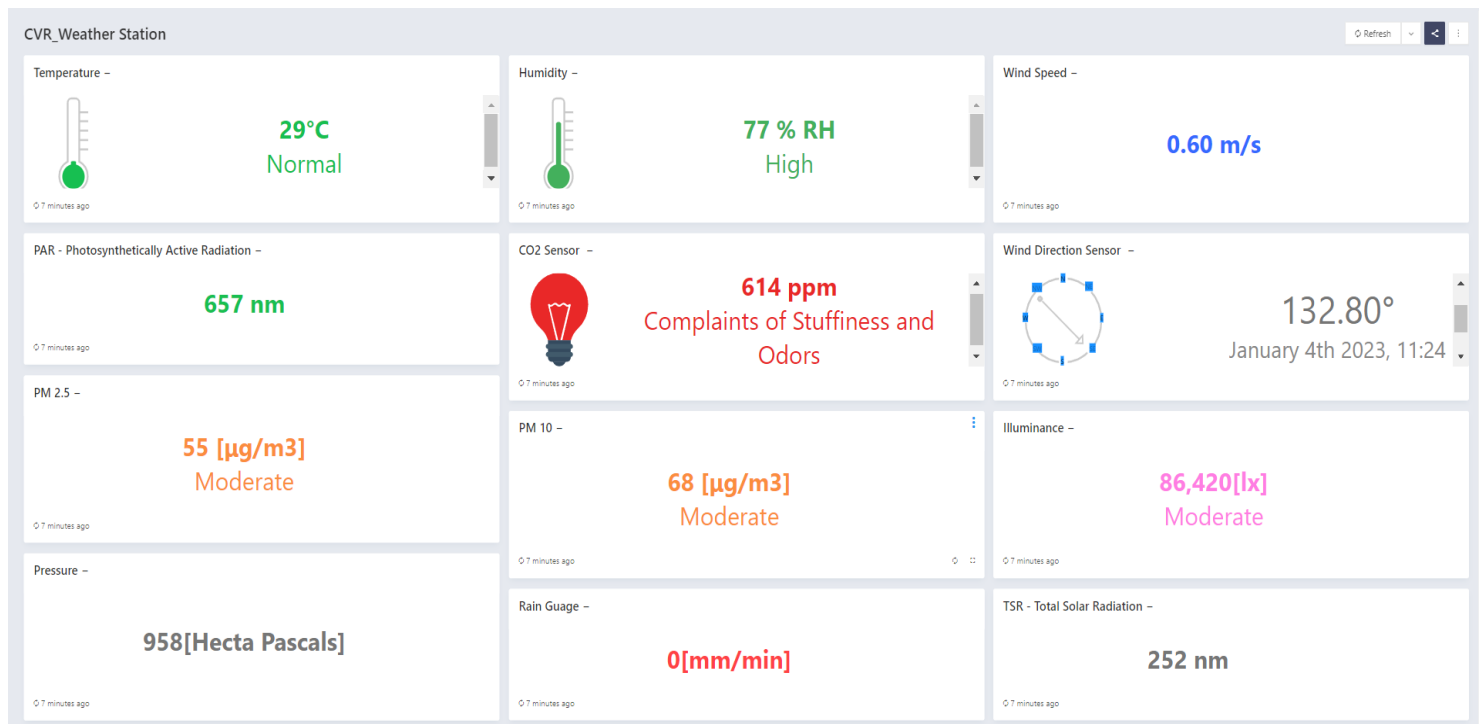 CVR_Weather Station
Refresh
Temperature –
29°C
Normal
7 minutes ago
Humidity –
77 % RH
High
7 minutes ago
Wind Speed –
0.60 m/s
7 minutes ago
PAR - Photosynthetically Active Radiation –
657 nm
7 minutes ago
CO2 Sensor –
614 ppm
Complaints of Stuffiness and
Odors
7 minutes ago
Wind Direction Sensor –
132.80°
January 4th 2023, 11:24
7 minutes ago
PM 2.5 –
55 [µg/m3]
Moderate
7 minutes ago
PM 10 –
68 [µg/m3]
Moderate
7 minutes ago
Illuminance –
86,420[lx]
Moderate
7 minutes ago
Pressure –
958[Hecta Pascals]
7 minutes ago
Rain Guage –
0[mm/min]
7 minutes ago
TSR - Total Solar Radiation –
252 nm
7 minutes ago